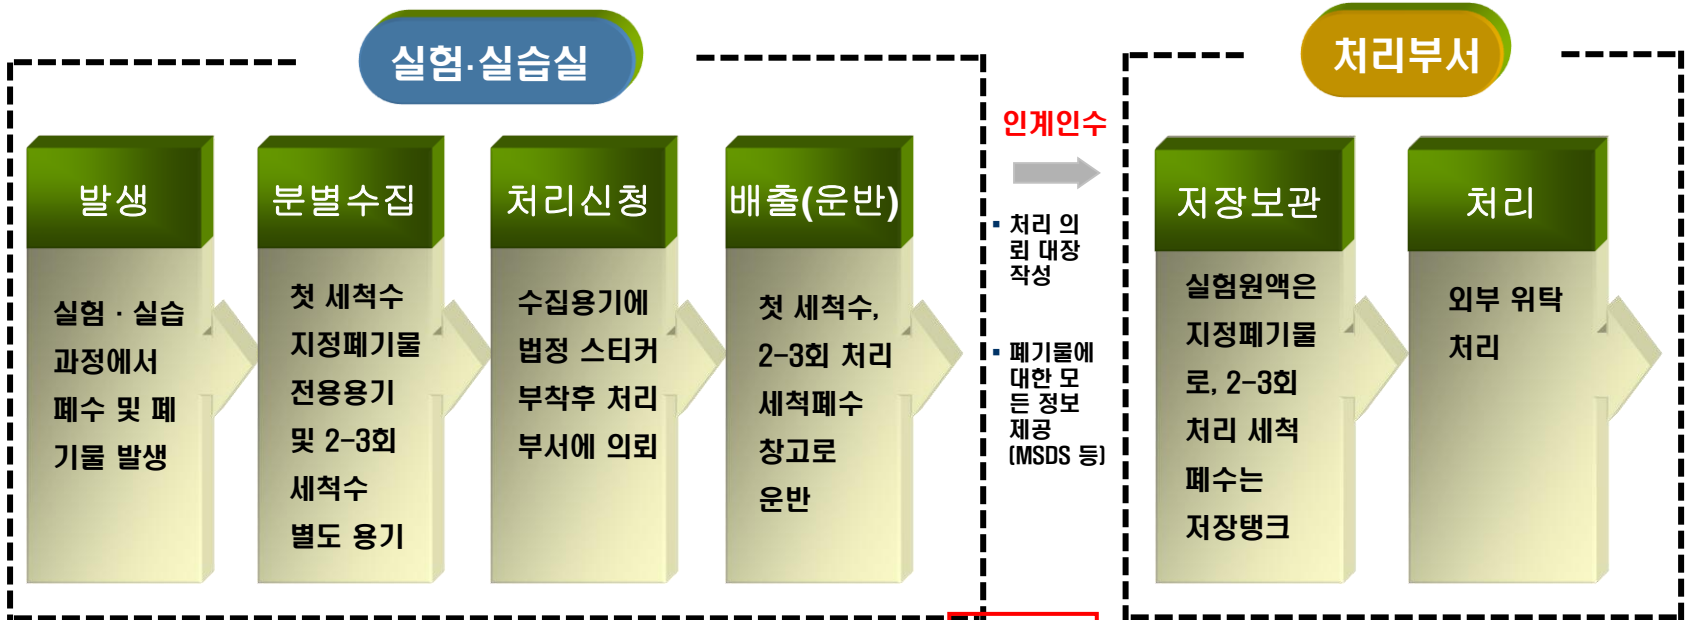 실험·실습실
처리부서
발생
실험 · 실습
과정에서
폐수 및 폐
기물 발생
분별수집
첫 세척수
지정폐기물
전용용기
및 2-3회
세척수
별도 용기
처리신청
수집용기에
법정 스티커
부착후 처리
부서에 의뢰
배출(운반)
첫 세척수,
2-3회 처리
세척폐수
창고로
운반
인계인수
▪ 처리 의
뢰 대장
작성
▪ 폐기물에
대한 모
든 정보
제공
(MSDS 등)
저장보관
실험원액은
지정폐기물
로, 2-3회
처리 세척
폐수는
저장탱크
처리
외부 위탁
처리